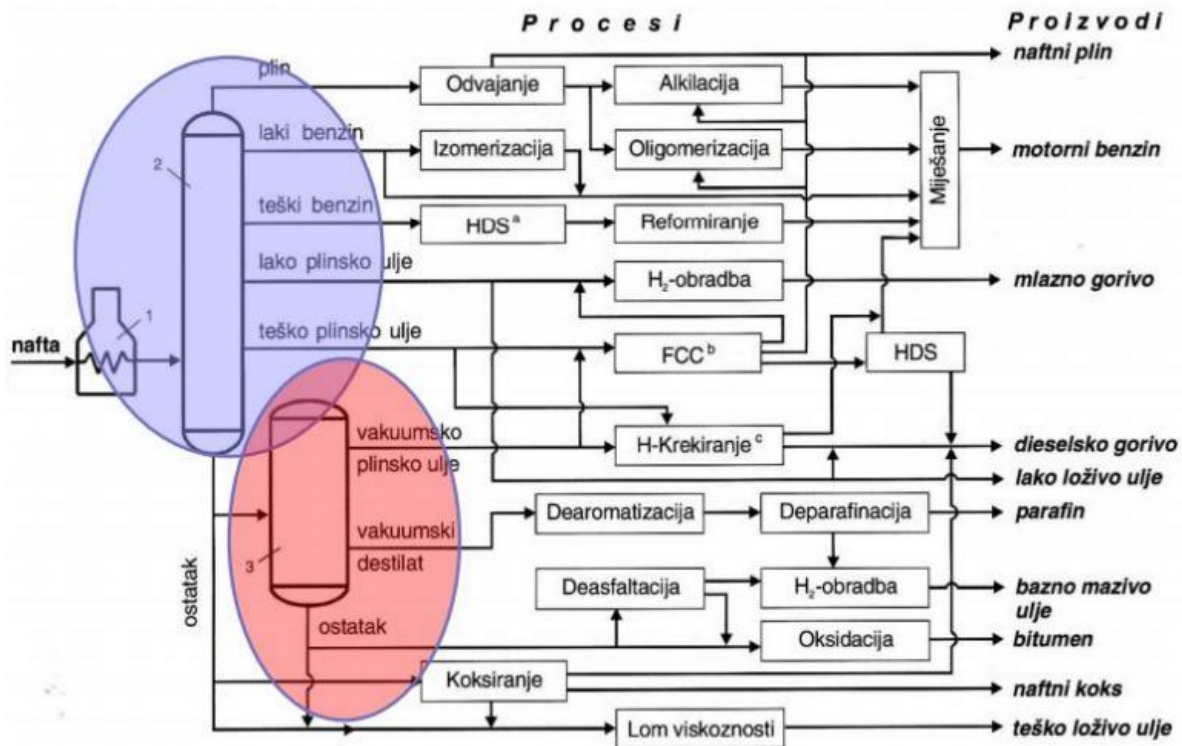 Procesi
Proizvodi
plin
Odvajanje
Alkilacija
naftni plin
laki benzin
Izomerizacija
Oligomerizacija
Miješanje
motorni benzin
2
teški benzin
HDS a
Reformiranje
lako plinsko ulje
H2-obradba
mlazno gorivo
1
nafta
teško plinsko ulje
FCC b
HDS
vakuumsko
plinsko ulje
H-Krekiranje c
dieselsko gorivo
lako loživo ulje
vakuumski
destilat
3
Dearomatizacija
Deparafinacija
parafin
ostatak
Deasfaltacija
H2-obradba
bazno mazivo
ulje
ostatak
Oksidacija
bitumen
Koksiranje
naftni koks
Lom viskoznosti
teško loživo ulje